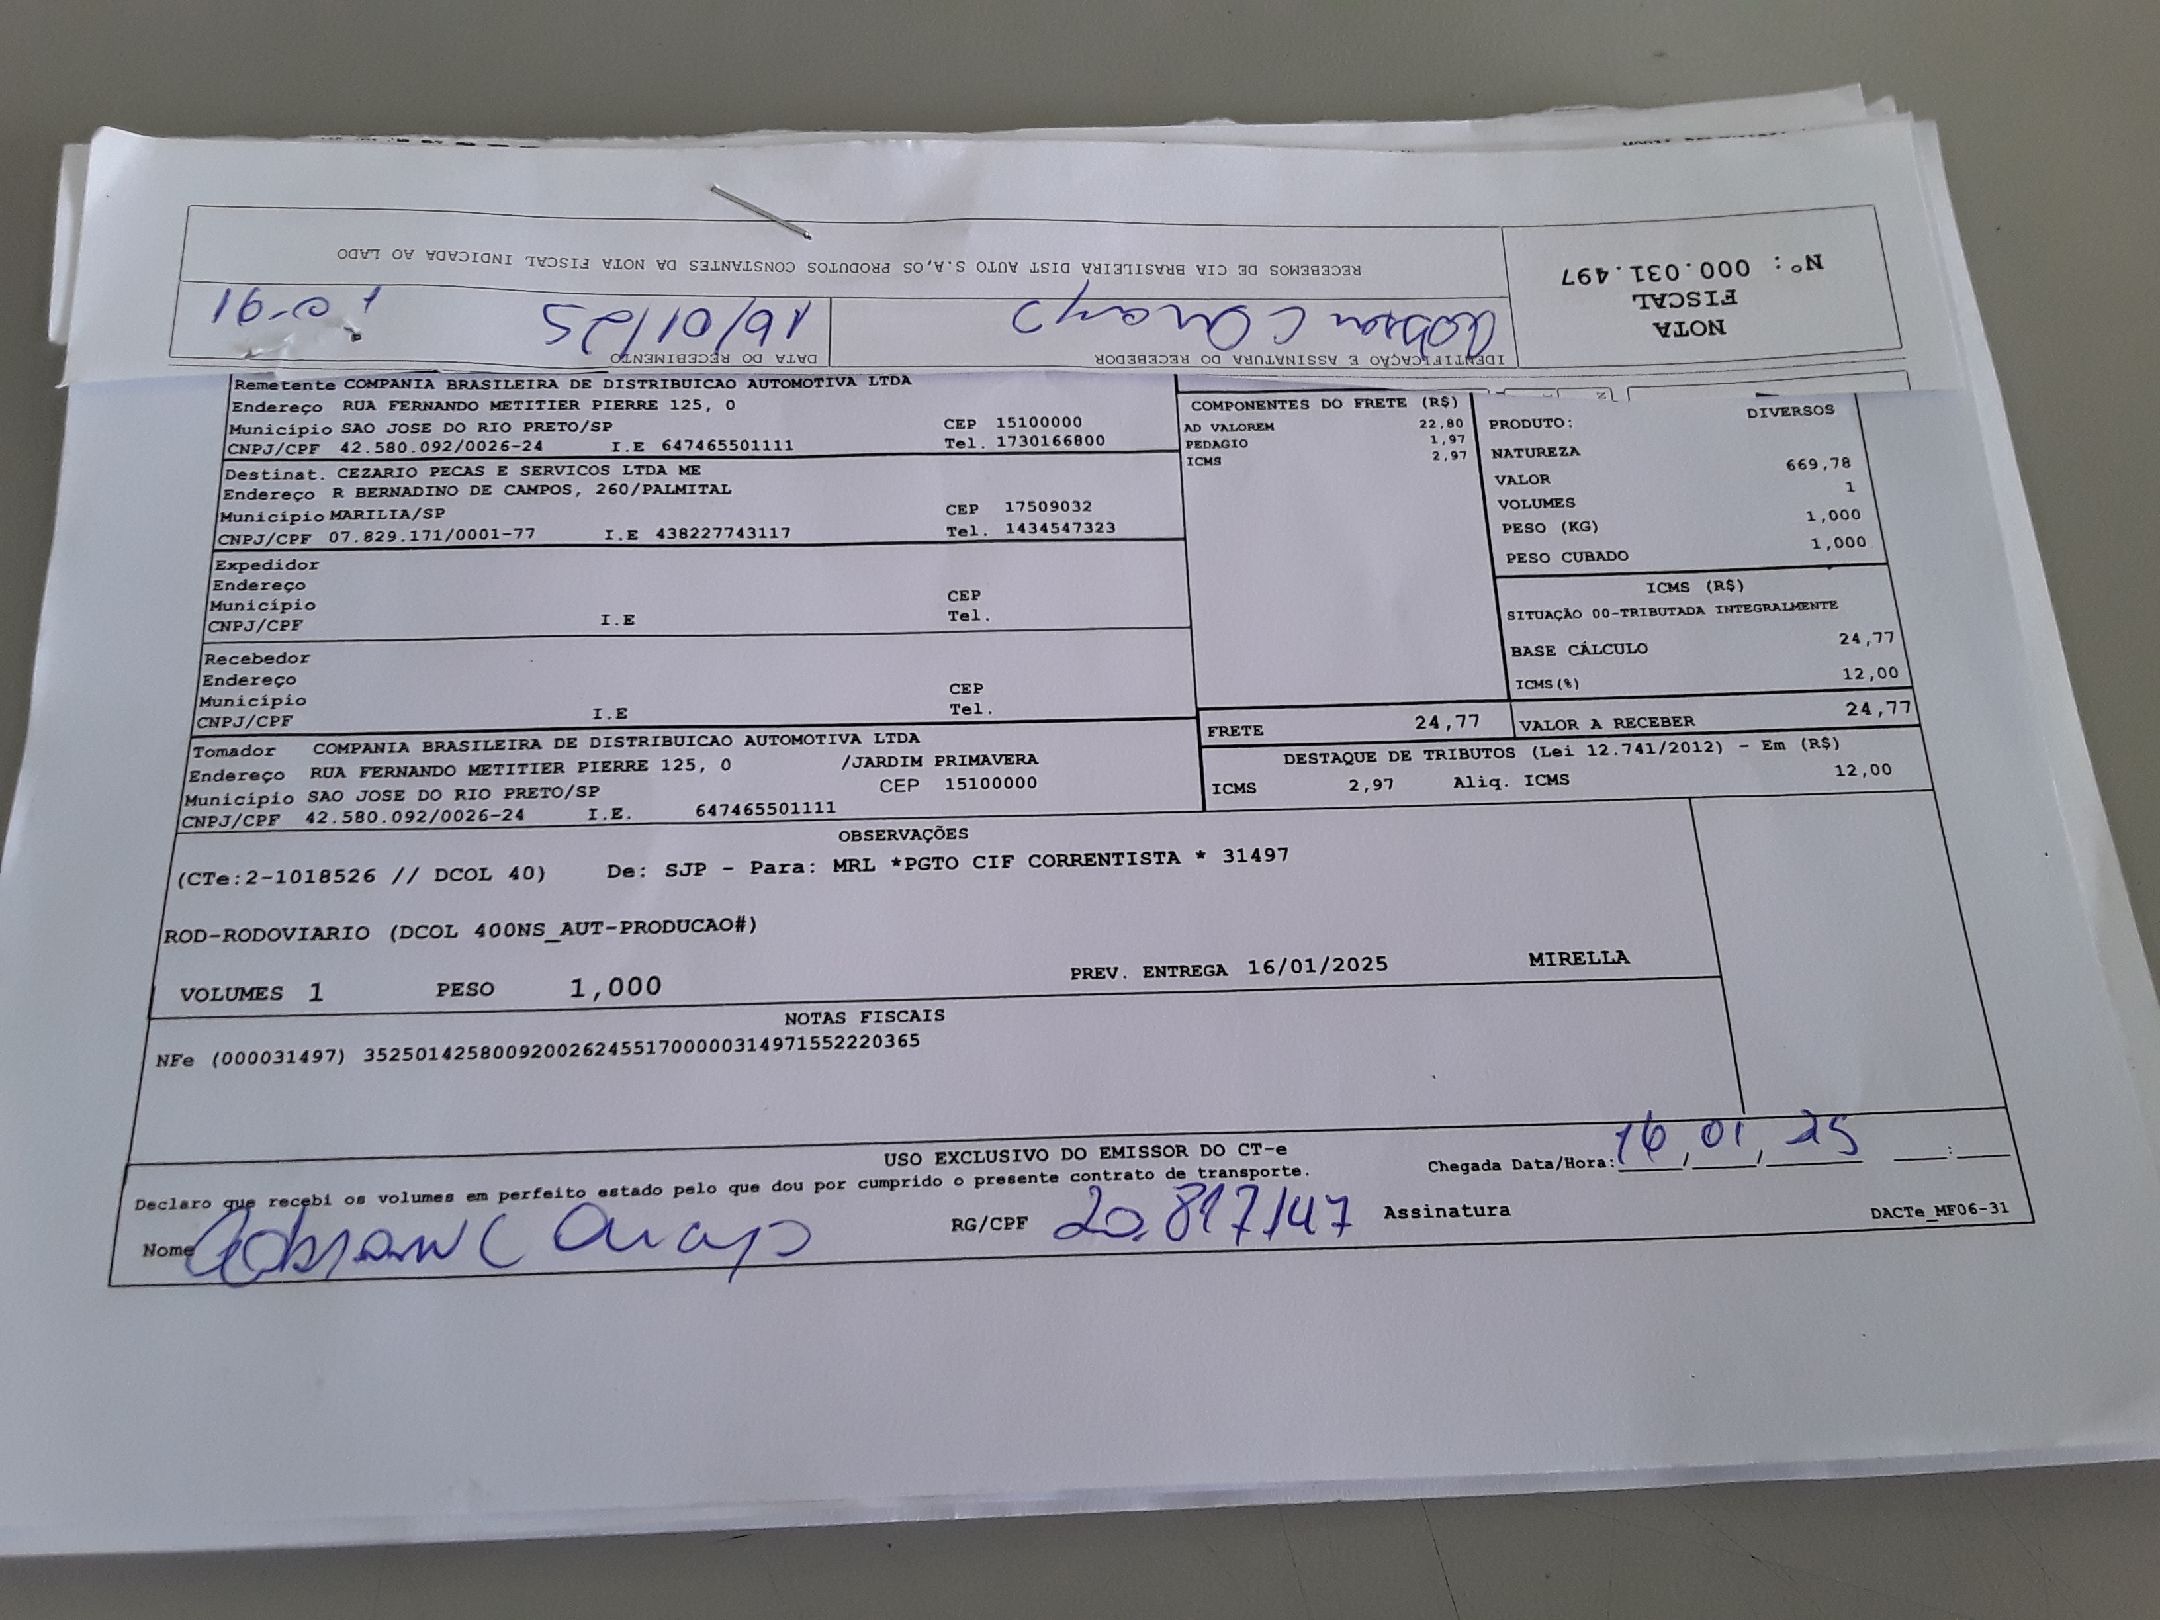 RECEBEMOS DE CIA BRASILEIRA DIST AUTO S.A,OS PRODUTOS CONSTANTES DA NOTA FISCAL INDICADA AO LADO
NOTA
FISCAL
Nº: 000.031.497
DATA DO RECEBIMENTO
16/01/25
IDENTIFICAÇÃO E ASSINATURA DO RECEBEDOR
Remetente COMPANIA BRASILEIRA DE DISTRIBUICAO AUTOMOTIVA LTDA
Endereço RUA FERNANDO METITIER PIERRE 125, 0
Município SAO JOSE DO RIO PRETO/SP CEP 15100000
CNPJ/CPF 42.580.092/0026-24 I.E 647465501111 Tel. 1730166800
Destinat. CEZARIO PECAS E SERVICOS LTDA ME
Endereço R BERNADINO DE CAMPOS, 260/PALMITAL
Município MARILIA/SP CEP 17509032
CNPJ/CPF 07.829.171/0001-77 I.E 438227743117 Tel. 1434547323
Expedidor
Endereço
Município CEP
CNPJ/CPF I.E Tel.
Recebedor
Endereço
Município CEP
CNPJ/CPF I.E Tel.
Tomador COMPANIA BRASILEIRA DE DISTRIBUICAO AUTOMOTIVA LTDA
Endereço RUA FERNANDO METITIER PIERRE 125, 0 /JARDIM PRIMAVERA
Município SAO JOSE DO RIO PRETO/SP CEP 15100000
CNPJ/CPF 42.580.092/0026-24 I.E. 647465501111
COMPONENTES DO FRETE (R$)
AD VALOREM 22,80
PEDAGIO 1,97
ICMS 2,97
PRODUTO: DIVERSOS
NATUREZA
VALOR 669,78
VOLUMES 1
PESO (KG) 1,000
PESO CUBADO 1,000
ICMS (R$)
SITUAÇÃO 00-TRIBUTADA INTEGRALMENTE
BASE CÁLCULO 24,77
ICMS(%) 12,00
FRETE 24,77 VALOR A RECEBER 24,77
DESTAQUE DE TRIBUTOS (Lei 12.741/2012) - Em (R$)
ICMS 2,97 Aliq. ICMS 12,00
OBSERVAÇÕES
(CTe:2-1018526 // DCOL 40) De: SJP - Para: MRL *PGTO CIF CORRENTISTA * 31497
ROD-RODOVIARIO (DCOL 400NS_AUT-PRODUCAO#)
VOLUMES 1 PESO 1,000 PREV. ENTREGA 16/01/2025 MIRELLA
NOTAS FISCAIS
NFe (000031497) 35250142580092002624551700000314971552220365
USO EXCLUSIVO DO EMISSOR DO CT-e
Declaro que recebi os volumes em perfeito estado pelo que dou por cumprido o presente contrato de transporte.
Chegada Data/Hora: 16/01/25 :
Nome RG/CPF 20.817147 Assinatura
DACTe_MF06-31